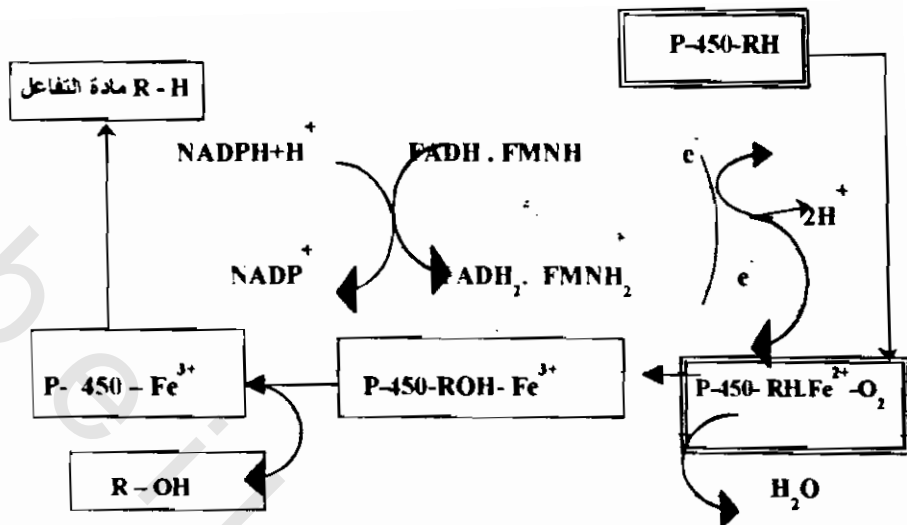 P-450-RH
R - H مادة التفاعل
NADPH+H⁺
FADH . FMNH
e
2H⁺
NADP⁺
FADH₂. FMNH₂
e
P- 450 – Fe³⁺
P-450-ROH- Fe³⁺
P-450- RH.Fe²⁺-O₂
R – OH
H₂O